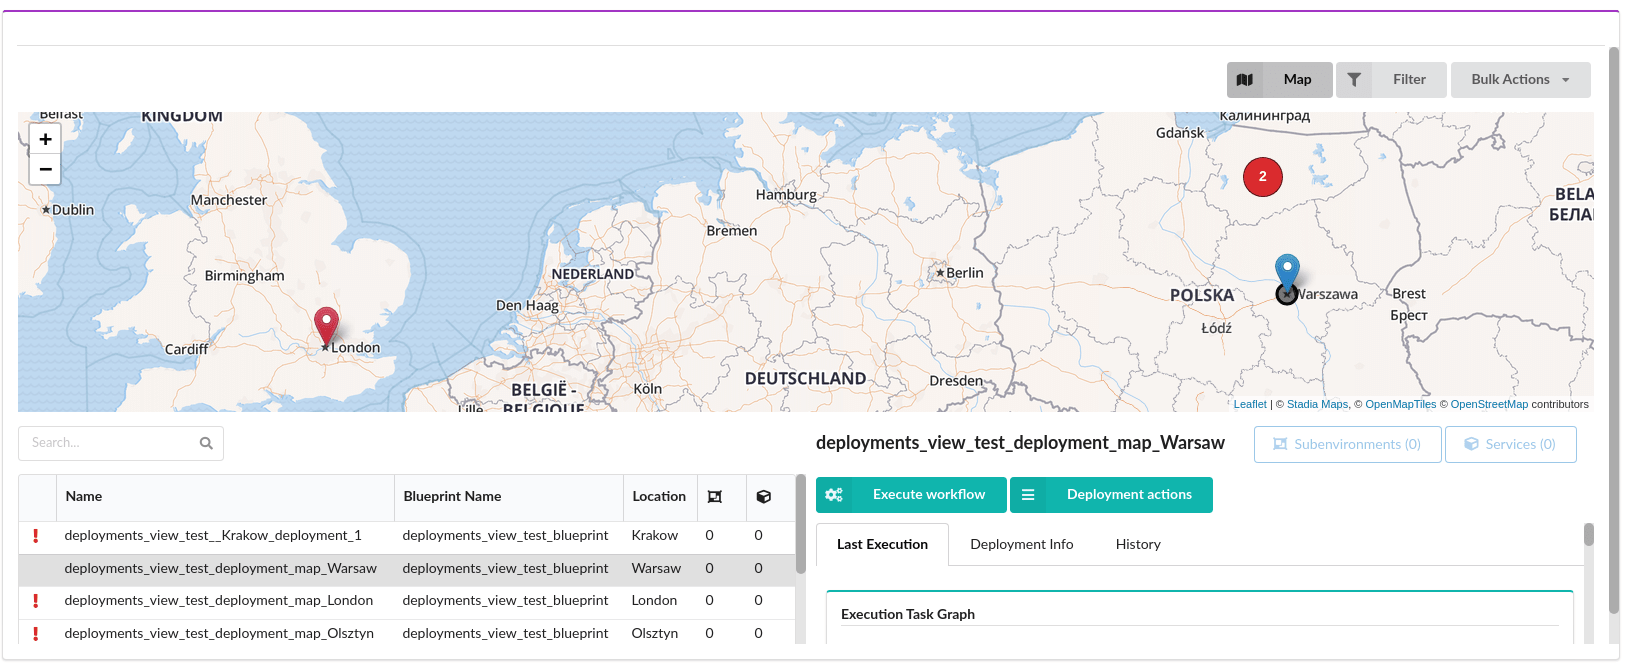 Map
Filter
Bulk Actions
Belfast
KINGDOM
Калининград
Gdańsk
+
−
2
Manchester
Hamburg
BELA
БЕЛА
Dublin
Bremen
Birmingham
NEDERLAND
Berlin
Den Haag
POLSKA
Warszawa
Brest
Брест
Łódź
Cardiff
London
BELGIË -
BELGIQUE
Köln
DEUTSCHLAND
Dresden
Lille
Leaflet | © Stadia Maps, © OpenMapTiles © OpenStreetMap contributors
Search...
deployments_view_test_deployment_map_Warsaw
Subenvironments (0)
Services (0)
Execute workflow
Deployment actions
Name Blueprint Name Location
deployments_view_test__Krakow_deployment_1 deployments_view_test_blueprint Krakow 0 0
deployments_view_test_deployment_map_Warsaw deployments_view_test_blueprint Warsaw 0 0
deployments_view_test_deployment_map_London deployments_view_test_blueprint London 0 0
deployments_view_test_deployment_map_Olsztyn deployments_view_test_blueprint Olsztyn 0 0
Last Execution
Deployment Info
History
Execution Task Graph